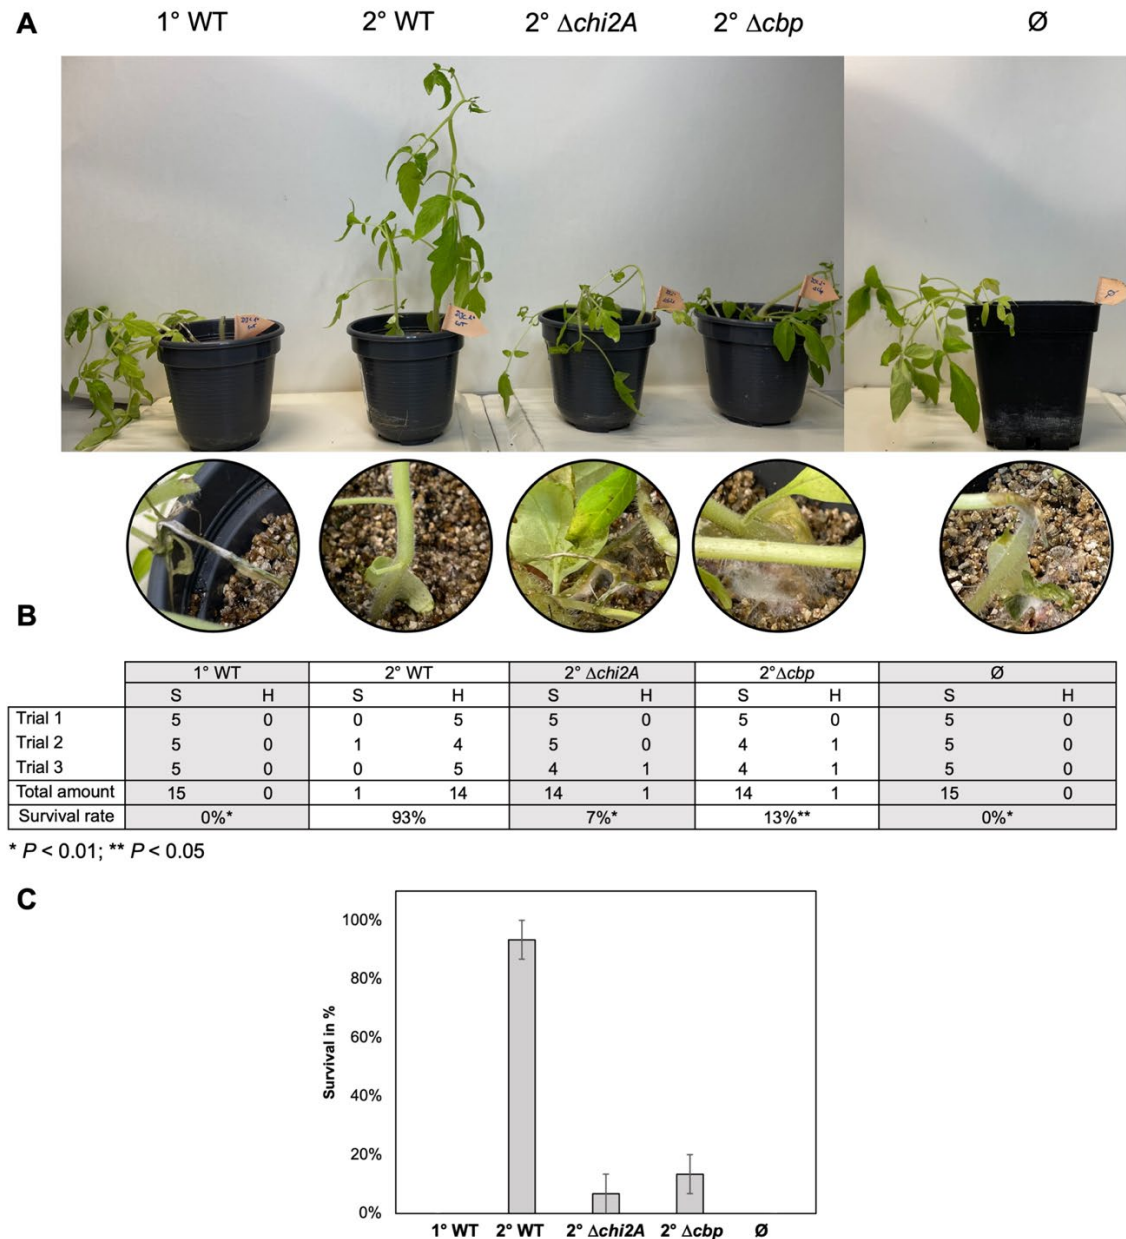 A 1° WT 2° WT 2° Δchi2A 2° Δcbp Ø
B
1° WT 2° WT 2° Δchi2A 2°Δcbp Ø
S H S H S H S H S H
Trial 1 5 0 0 5 5 0 5 0 5 0
Trial 2 5 0 1 4 5 0 4 1 5 0
Trial 3 5 0 0 5 4 1 4 1 5 0
Total amount 15 0 1 14 14 1 14 1 15 0
Survival rate 0%* 93% 7%* 13%** 0%*
* P < 0.01; ** P < 0.05
C
100%
80%
60%
40%
20%
0%
Survival in %
1° WT 2° WT 2° Δchi2A 2° Δcbp Ø